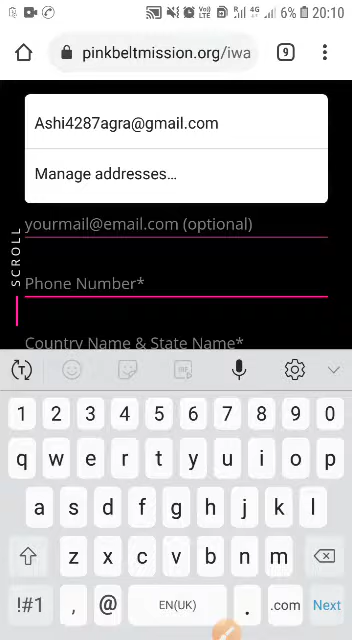 6% 20:10
pinkbeltmission.org/iwa
9
Ashi4287agra@gmail.com
Manage addresses...
yourmail@email.com (optional)
SCROLL
Phone Number*
Country Name & State Name*
1 2 3 4 5 6 7 8 9 0
q w e r t y u i o p
a s d f g h j k l
z x c v b n m
!#1 , @ EN(UK) . .com Next